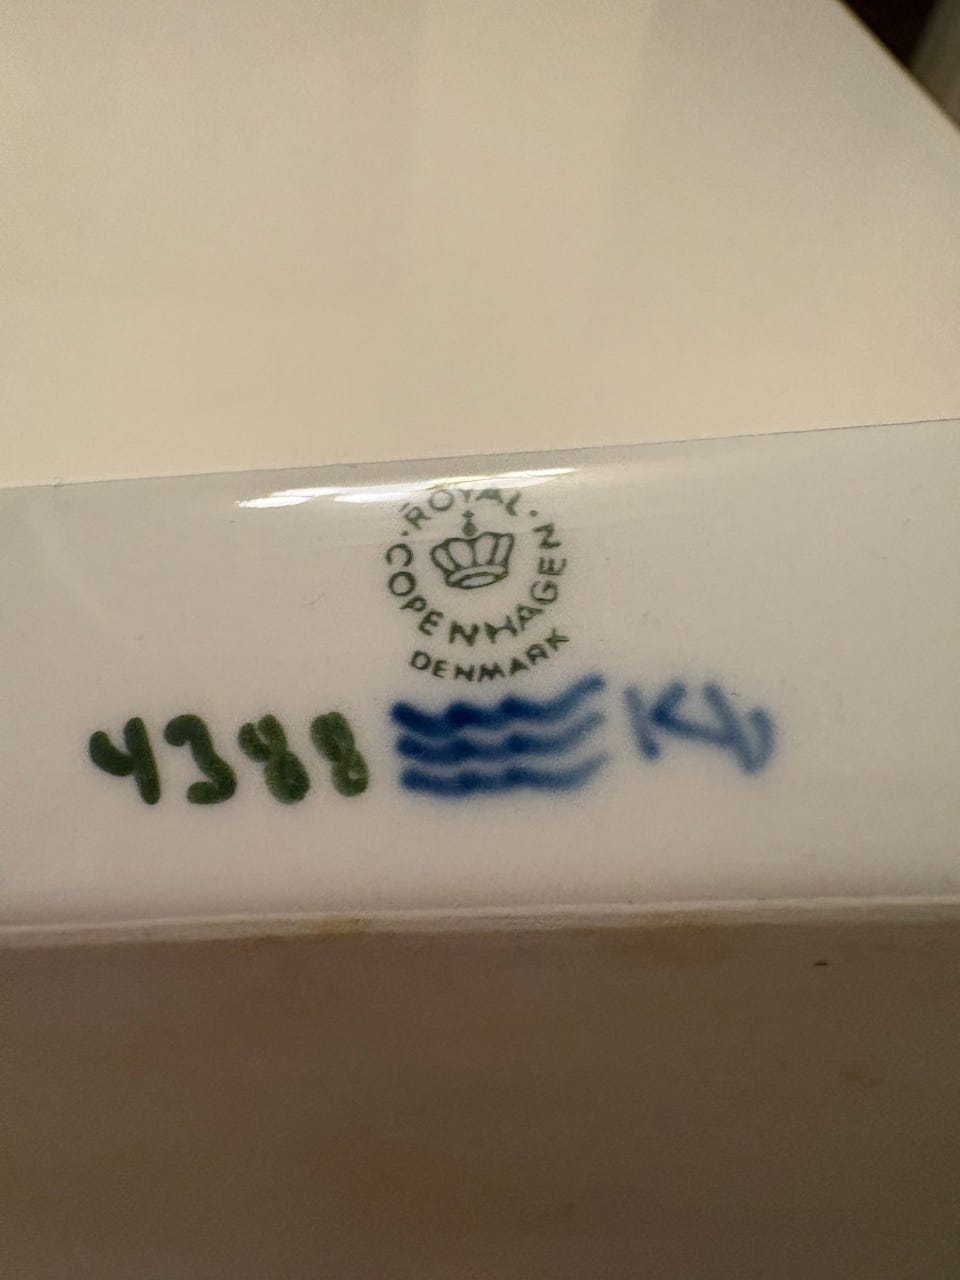 ROYAL
COPENHAGEN
DENMARK
4388